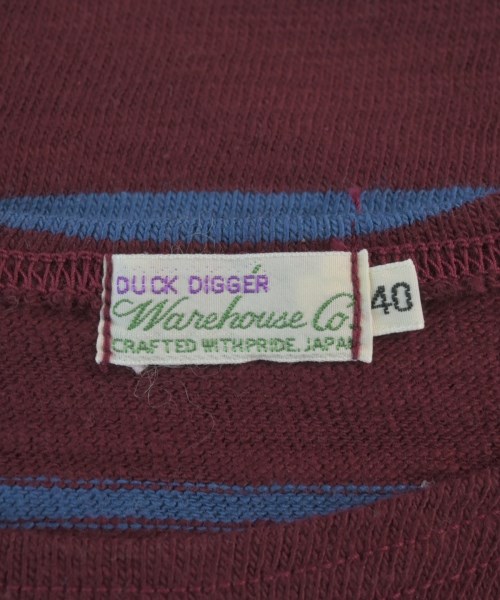 DUCK DIGGER
Warehouse Co.
CRAFTED WITH PRIDE. JAPAN
40